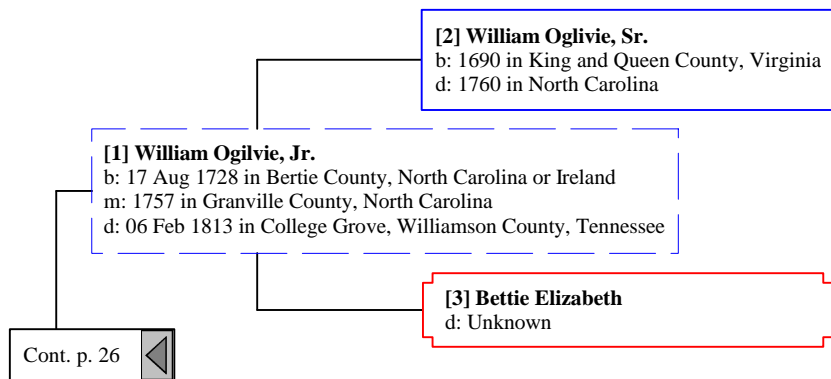 [2] William Oglivie, Sr.
b: 1690 in King and Queen County, Virginia
d: 1760 in North Carolina
[1] William Ogilvie, Jr.
b: 17 Aug 1728 in Bertie County, North Carolina or Ireland
m: 1757 in Granville County, North Carolina
d: 06 Feb 1813 in College Grove, Williamson County, Tennessee
[3] Bettie Elizabeth
d: Unknown
Cont. p. 26